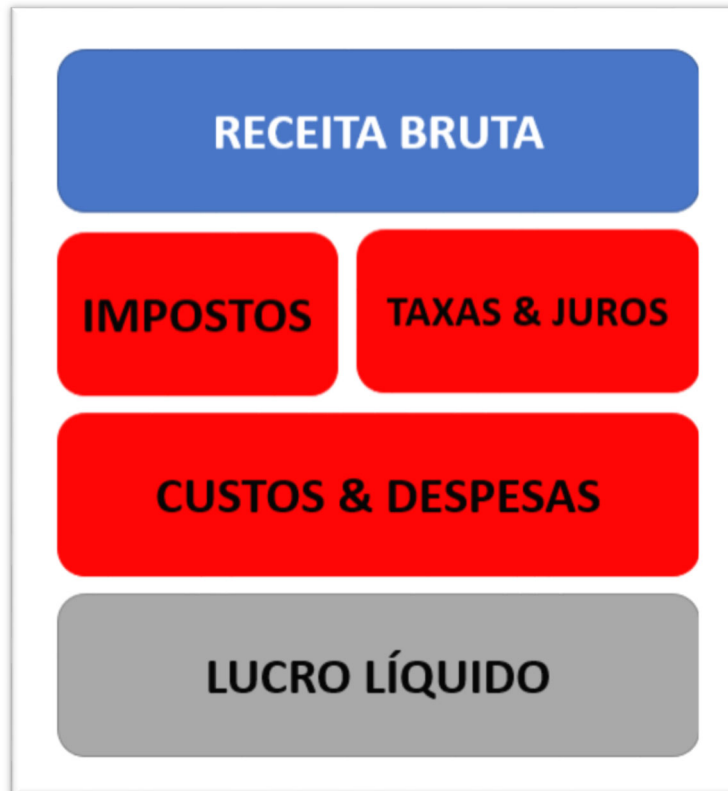 RECEITA BRUTA
IMPOSTOS
TAXAS & JUROS
CUSTOS & DESPESAS
LUCRO LÍQUIDO